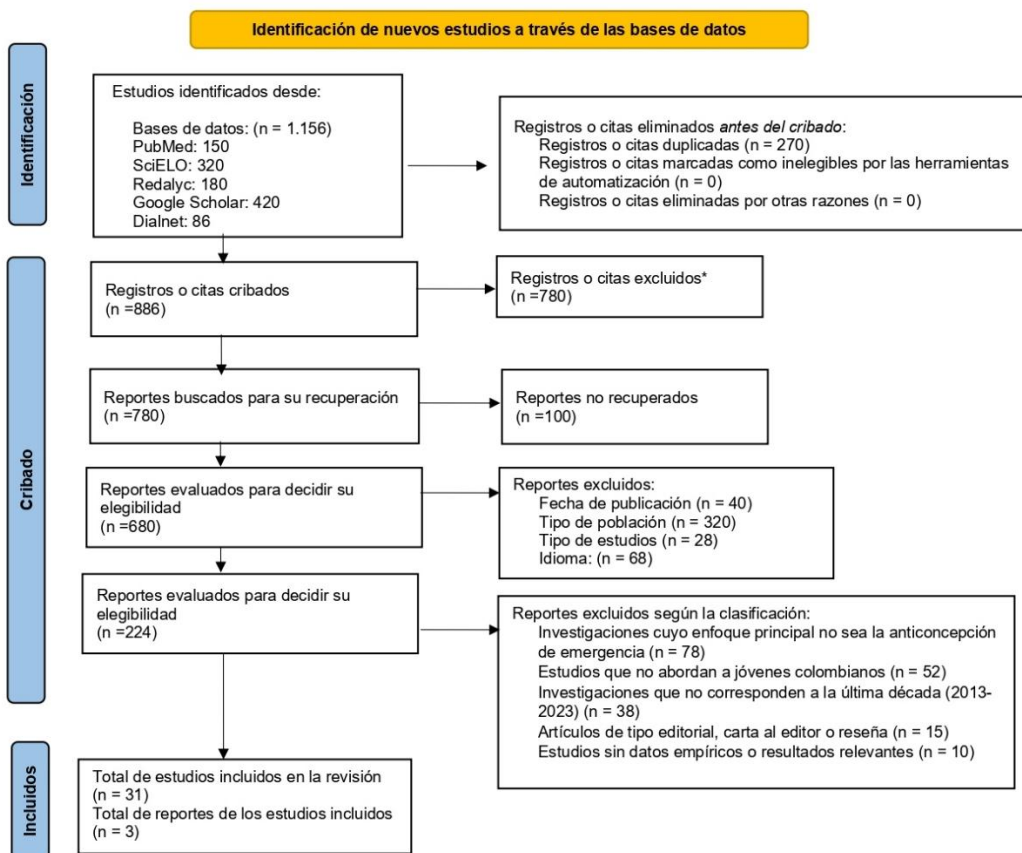 Identificación de nuevos estudios a través de las bases de datos
Identificación
Estudios identificados desde:
Bases de datos: (n = 1.156)
PubMed: 150
SciELO: 320
Redalyc: 180
Google Scholar: 420
Dialnet: 86
Registros o citas eliminados antes del cribado:
Registros o citas duplicadas (n = 270)
Registros o citas marcadas como inelegibles por las herramientas
de automatización (n = 0)
Registros o citas eliminadas por otras razones (n = 0)
Cribado
Registros o citas cribados
(n =886)
Registros o citas excluidos*
(n =780)
Reportes buscados para su recuperación
(n =780)
Reportes no recuperados
(n =100)
Reportes evaluados para decidir su
elegibilidad
(n =680)
Reportes excluidos:
Fecha de publicación (n = 40)
Tipo de población (n = 320)
Tipo de estudios (n = 28)
Idioma: (n = 68)
Reportes evaluados para decidir su
elegibilidad
(n =224)
Reportes excluidos según la clasificación:
Investigaciones cuyo enfoque principal no sea la anticoncepción
de emergencia (n = 78)
Estudios que no abordan a jóvenes colombianos (n = 52)
Investigaciones que no corresponden a la última década (2013-
2023) (n = 38)
Artículos de tipo editorial, carta al editor o reseña (n = 15)
Estudios sin datos empíricos o resultados relevantes (n = 10)
Incluidos
Total de estudios incluidos en la revisión
(n = 31)
Total de reportes de los estudios incluidos
(n = 3)